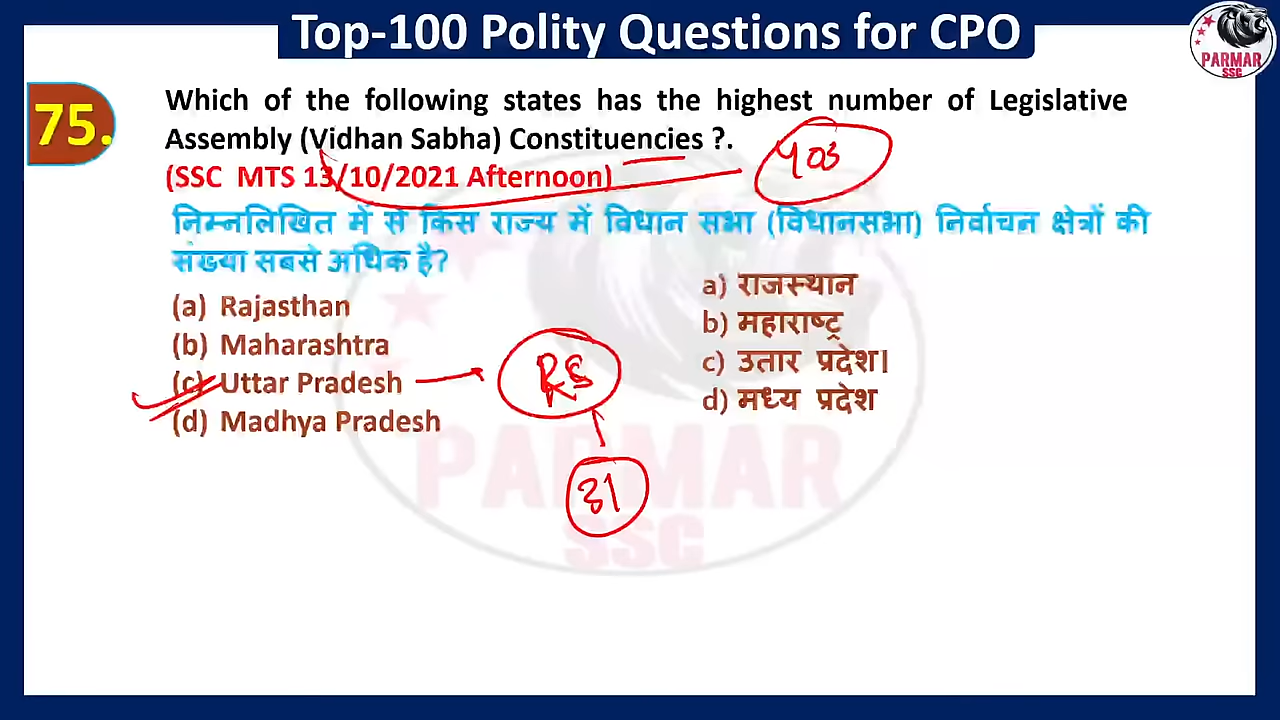 Top-100 Polity Questions for CPO
PARMAR
SSC
75.
Which of the following states has the highest number of Legislative
Assembly (Vidhan Sabha) Constituencies ?.
403
(SSC MTS 13/10/2021 Afternoon)
निम्नलिखित में से किस राज्य में विधान सभा (विधानसभा) निर्वाचन क्षेत्रों की
संख्या सबसे अधिक है?
(a) Rajasthan
(b) Maharashtra
(c) Uttar Pradesh
(d) Madhya Pradesh
a) राजस्थान
b) महाराष्ट्र
c) उतार प्रदेश।
d) मध्य प्रदेश
RS
31
PARMAR
SSC